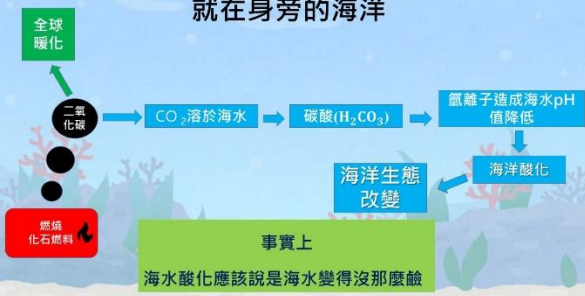 就在身旁的海洋
全球
暖化
二氧
化碳
CO₂溶於海水
碳酸(H₂CO₃)
氫離子造成海水pH
值降低
海洋酸化
海洋生態
改變
燃燒
化石燃料
事實上
海水酸化應該說是海水變得沒那麼鹼